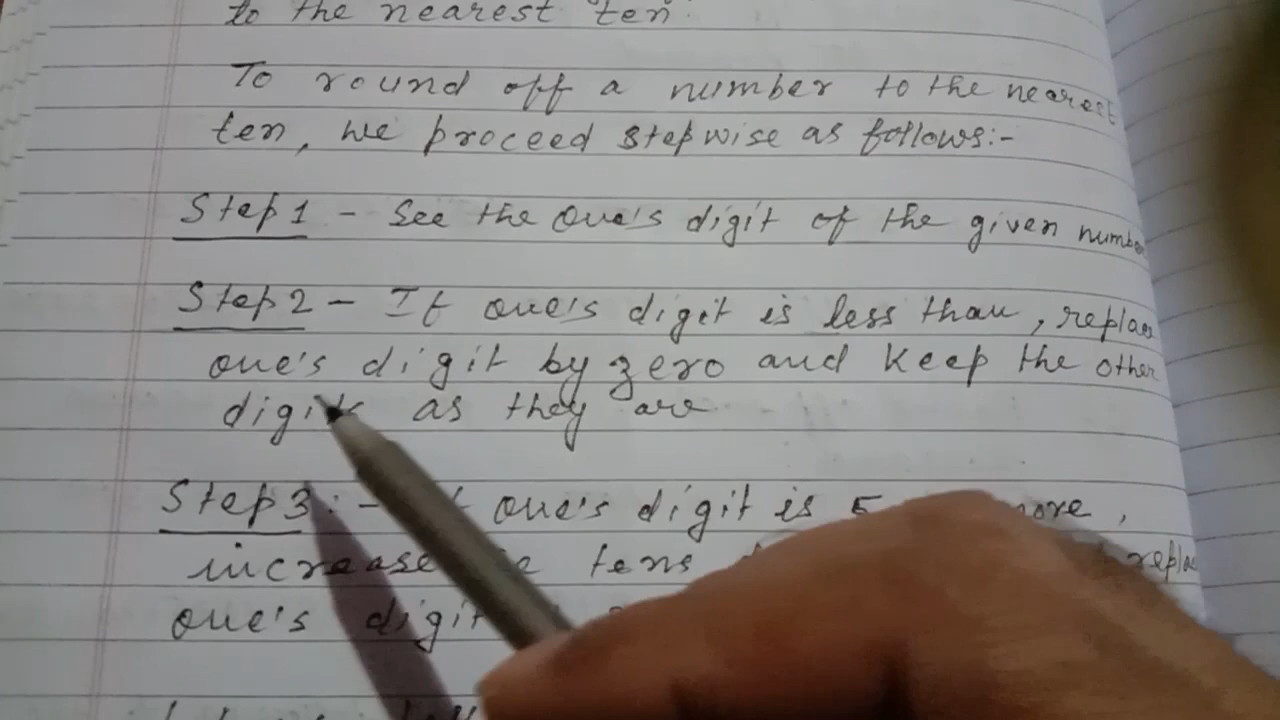 to the nearest ten
To round off a number to the nearest
ten, we proceed stepwise as follows:-
Step 1 - See the one's digit of the given number
Step 2 - If one's digit is less than, replace
one's digit by zero and keep the other
digits as they are
Step 3:- one's digit is 5 more,
increase tens
one's digit